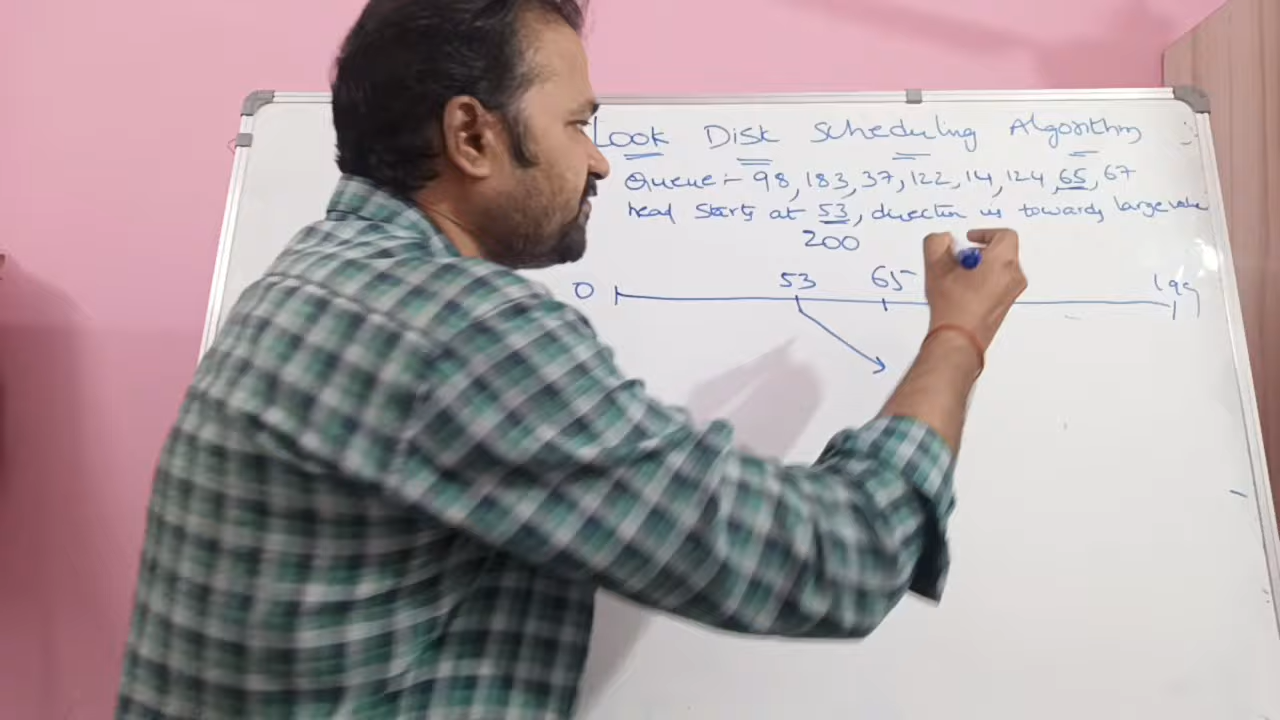 Look Disk Scheduling Algorithm
Queue:- 98, 183, 37, 122, 14, 124, 65, 67
head starts at 53, direction is towards large value
200
0 53 65 199